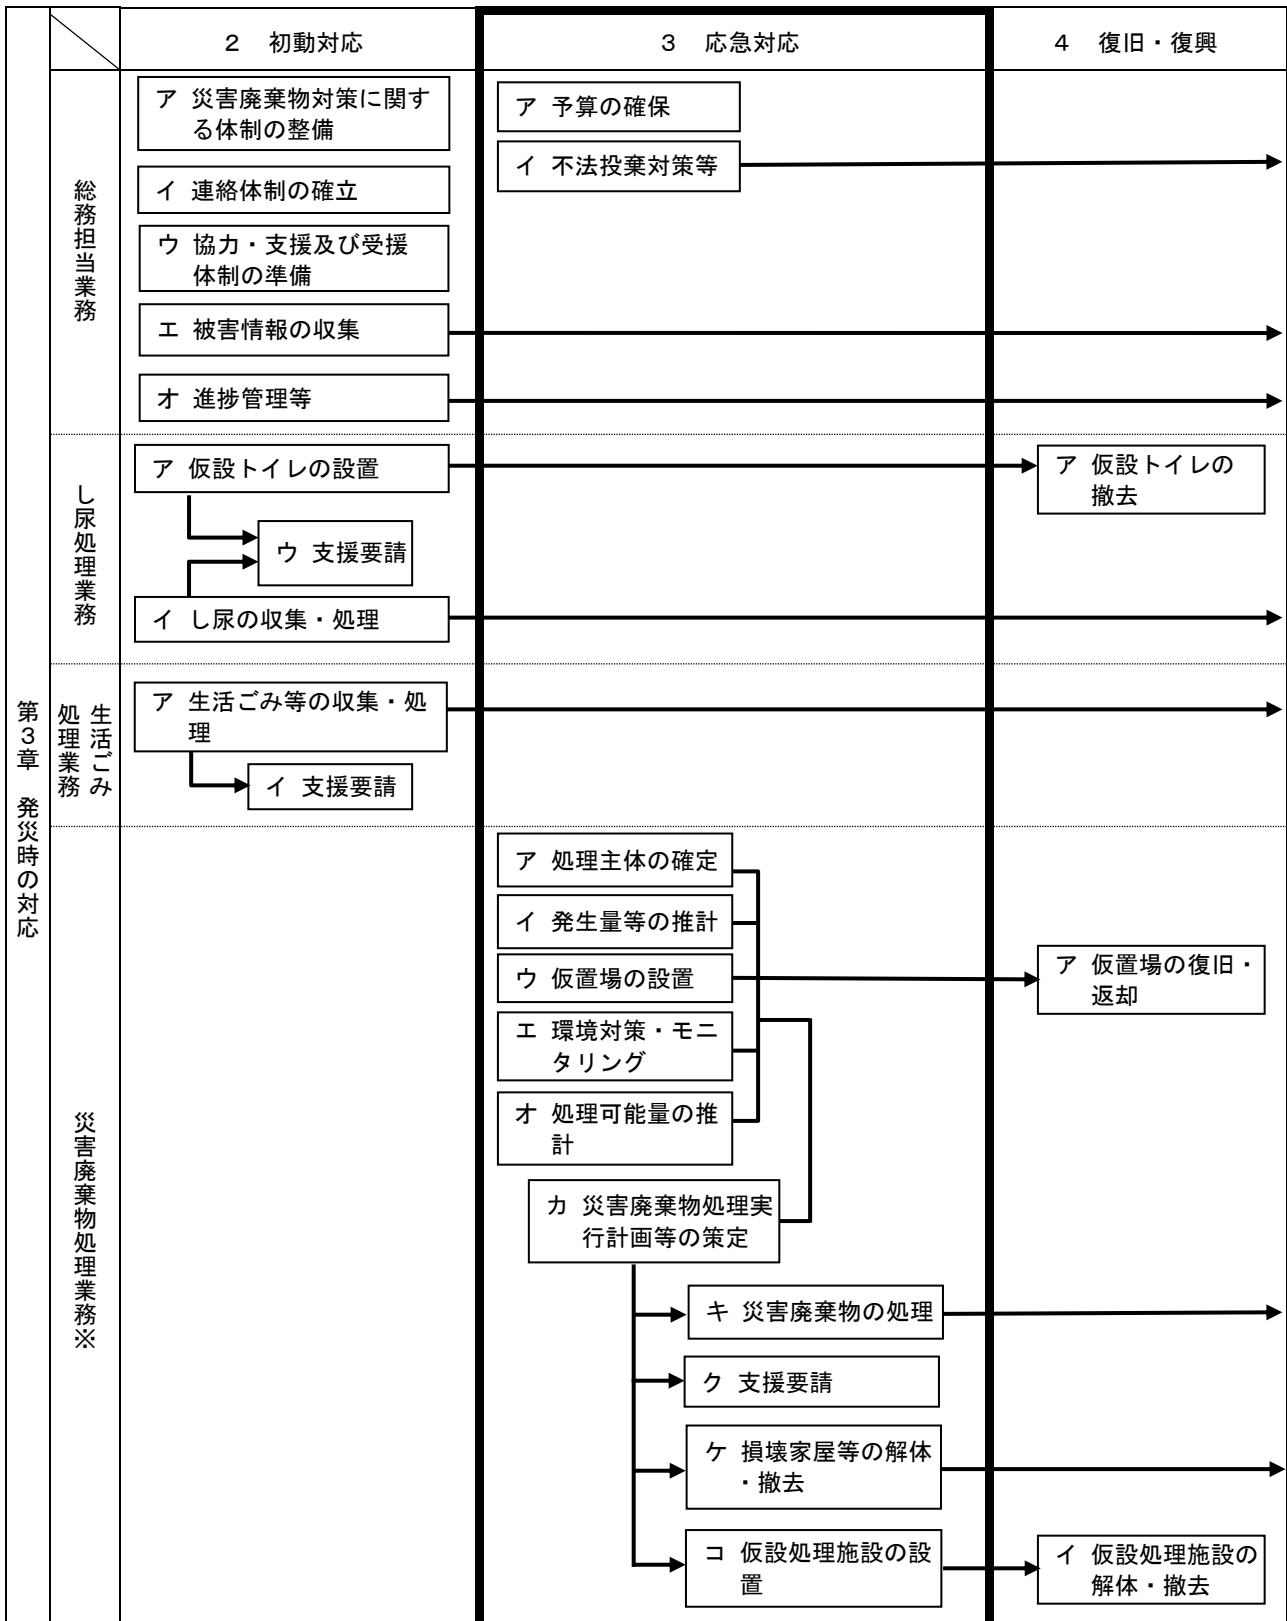 第３章　発災時の対応
２　初動対応
３　応急対応
４　復旧・復興
総務担当業務
ア 災害廃棄物対策に関す
る体制の整備
イ 連絡体制の確立
ウ 協力・支援及び受援
体制の準備
エ 被害情報の収集
オ 進捗管理等
ア 予算の確保
イ 不法投棄対策等
し尿処理業務
ア 仮設トイレの設置
ウ 支援要請
イ し尿の収集・処理
ア 仮設トイレの
撤去
生活ごみ
処理業務
ア 生活ごみ等の収集・処
理
イ 支援要請
災害廃棄物処理業務※
ア 処理主体の確定
イ 発生量等の推計
ウ 仮置場の設置
エ 環境対策・モニ
タリング
オ 処理可能量の推
計
カ 災害廃棄物処理実
行計画等の策定
キ 災害廃棄物の処理
ク 支援要請
ケ 損壊家屋等の解体
・撤去
コ 仮設処理施設の設
置
ア 仮置場の復旧・
返却
イ 仮設処理施設の
解体・撤去